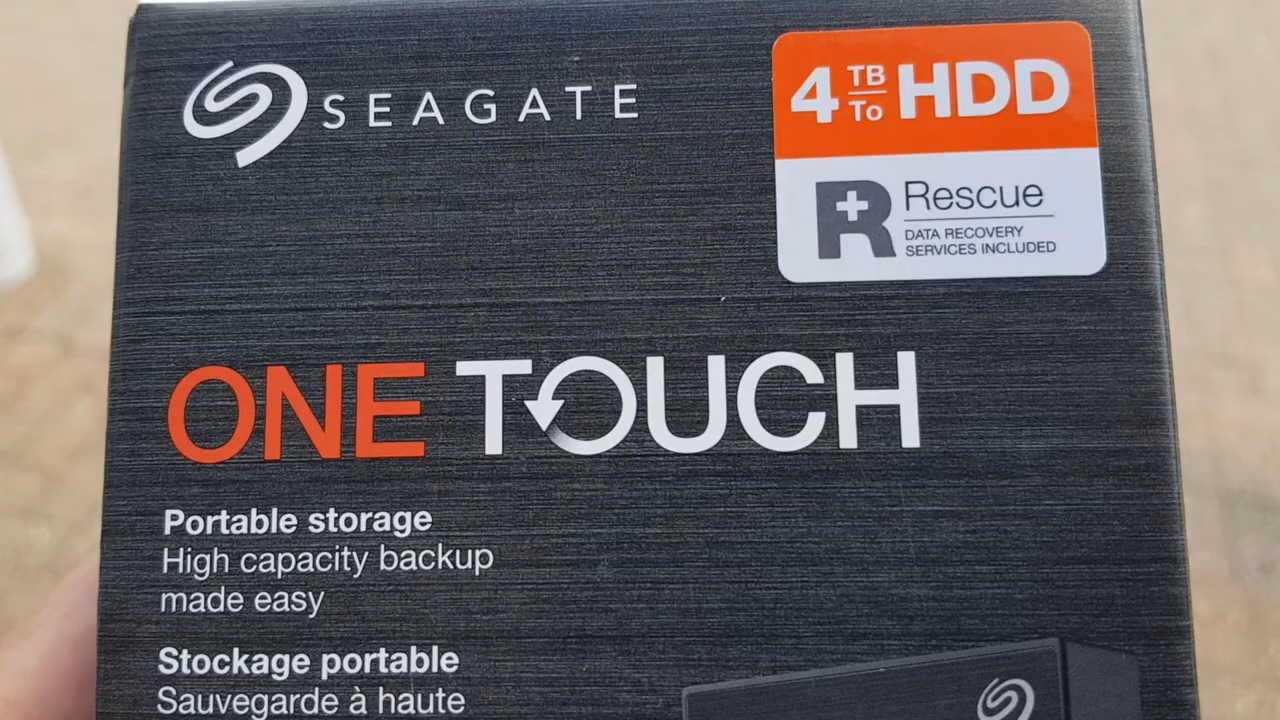 SEAGATE
4 TB To HDD
R Rescue
DATA RECOVERY
SERVICES INCLUDED
ONE TOUCH
Portable storage
High capacity backup
made easy
Stockage portable
Sauvegarde à haute